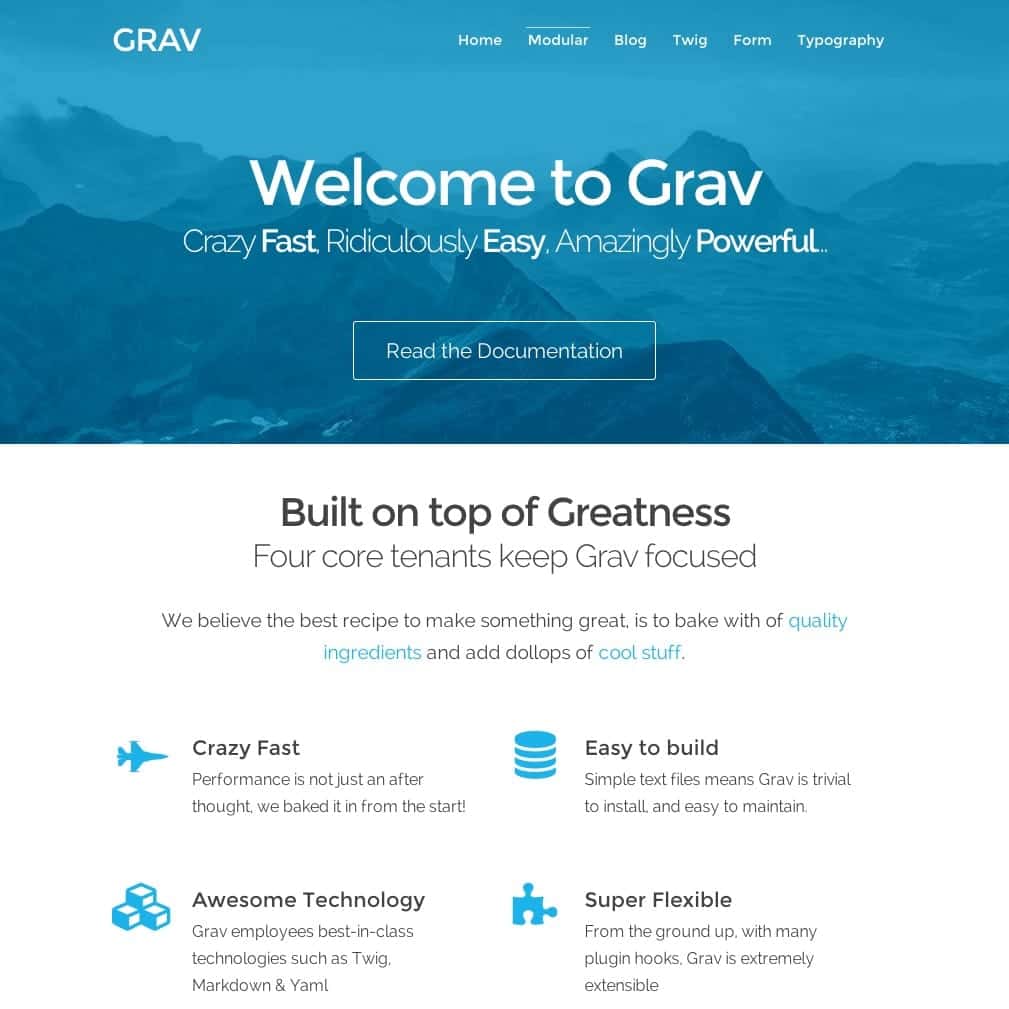 GRAV
Home Modular Blog Twig Form Typography
Welcome to Grav
Crazy Fast, Ridiculously Easy, Amazingly Powerful...
Read the Documentation
Built on top of Greatness
Four core tenants keep Grav focused
We believe the best recipe to make something great, is to bake with of quality
ingredients and add dollops of cool stuff.
Crazy Fast
Performance is not just an after
thought, we baked it in from the start!
Easy to build
Simple text files means Grav is trivial
to install, and easy to maintain.
Awesome Technology
Grav employees best-in-class
technologies such as Twig,
Markdown & Yaml
Super Flexible
From the ground up, with many
plugin hooks, Grav is extremely
extensible